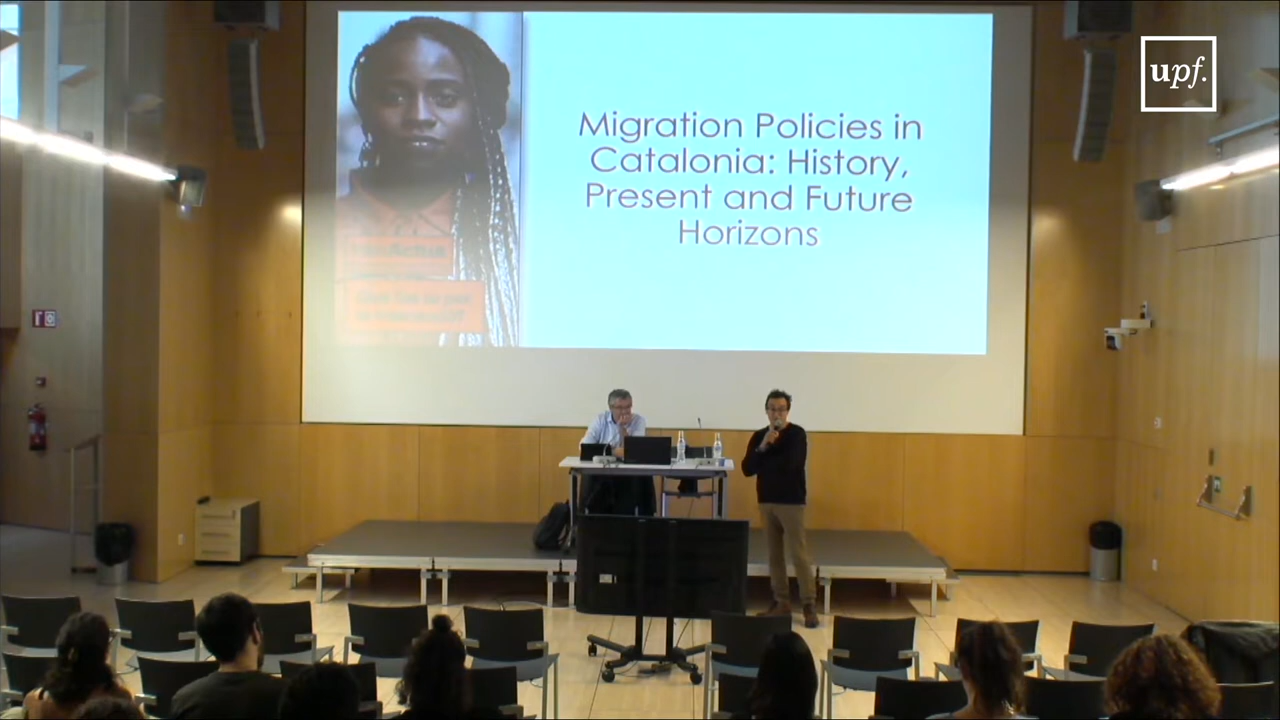 upf.
Migration Policies in
Catalonia: History,
Present and Future
Horizons